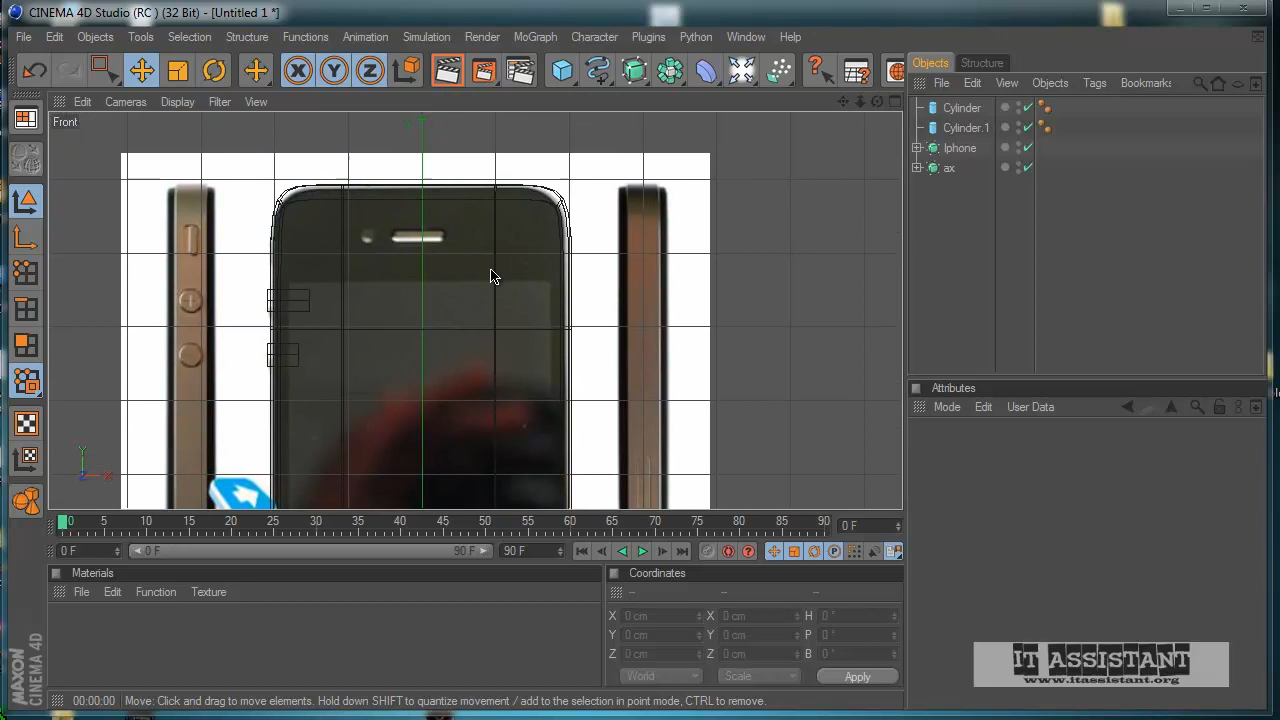 CINEMA 4D Studio (RC ) (32 Bit) - [Untitled 1 *]
File Edit Objects Tools Selection Structure Functions Animation Simulation Render MoGraph Character Plugins Python Window Help
X Y Z
Objects Structure
File Edit View Objects Tags Bookmarks
Edit Cameras Display Filter View
Front
Y
Cylinder
Cylinder.1
Iphone
ax
Attributes
Mode Edit User Data
Y
Z X
0 5 10 15 20 25 30 35 40 45 50 55 60 65 70 75 80 85 90 0 F
0 F 0 F 90 F 90 F
Materials
File Edit Function Texture
Coordinates
-- -- --
X 0 cm X 0 cm H 0 °
Y 0 cm Y 0 cm P 0 °
Z 0 cm Z 0 cm B 0 °
World Scale Apply
MAXON
CINEMA 4D
IT ASSISTANT
www.itassistant.org
00:00:00 Move: Click and drag to move elements. Hold down SHIFT to quantize movement / add to the selection in point mode, CTRL to remove.